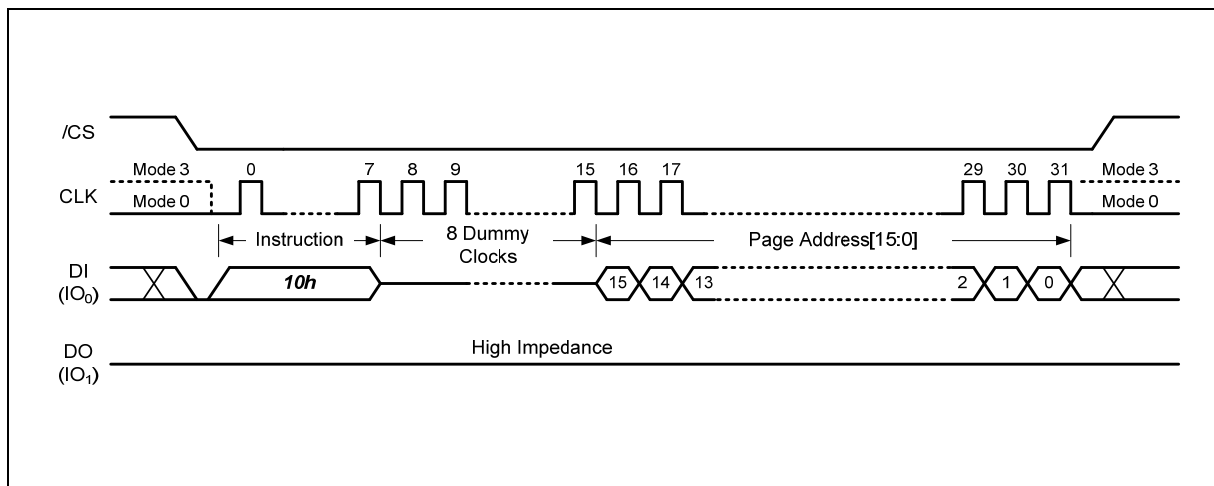 /CS
Mode 3 0 7 8 9 15 16 17 29 30 31 Mode 3
CLK
Mode 0 Mode 0
Instruction 8 Dummy Clocks Page Address[15:0]
DI (IO₀) 10h 15 14 13 2 1 0
High Impedance
DO
(IO₁)